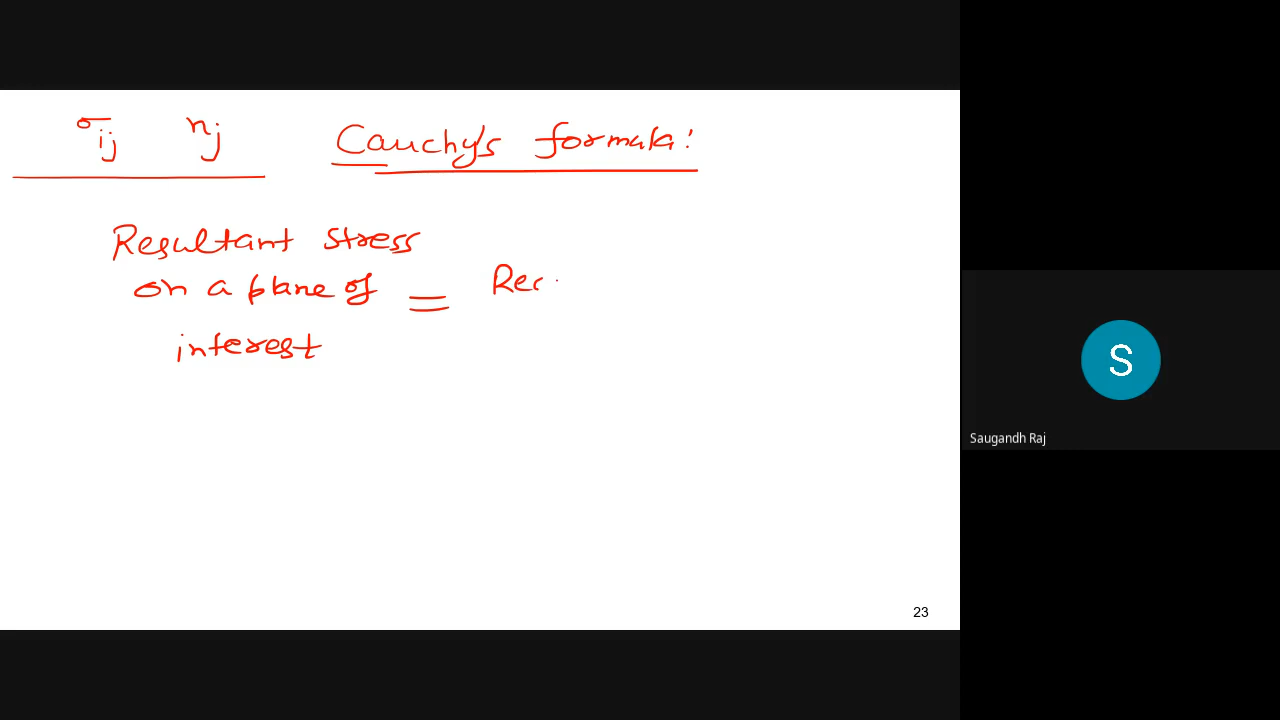 σij nj Cauchy's formula:
Resultant stress
on a plane of = Rec
interest
23
S
Saugandh Raj